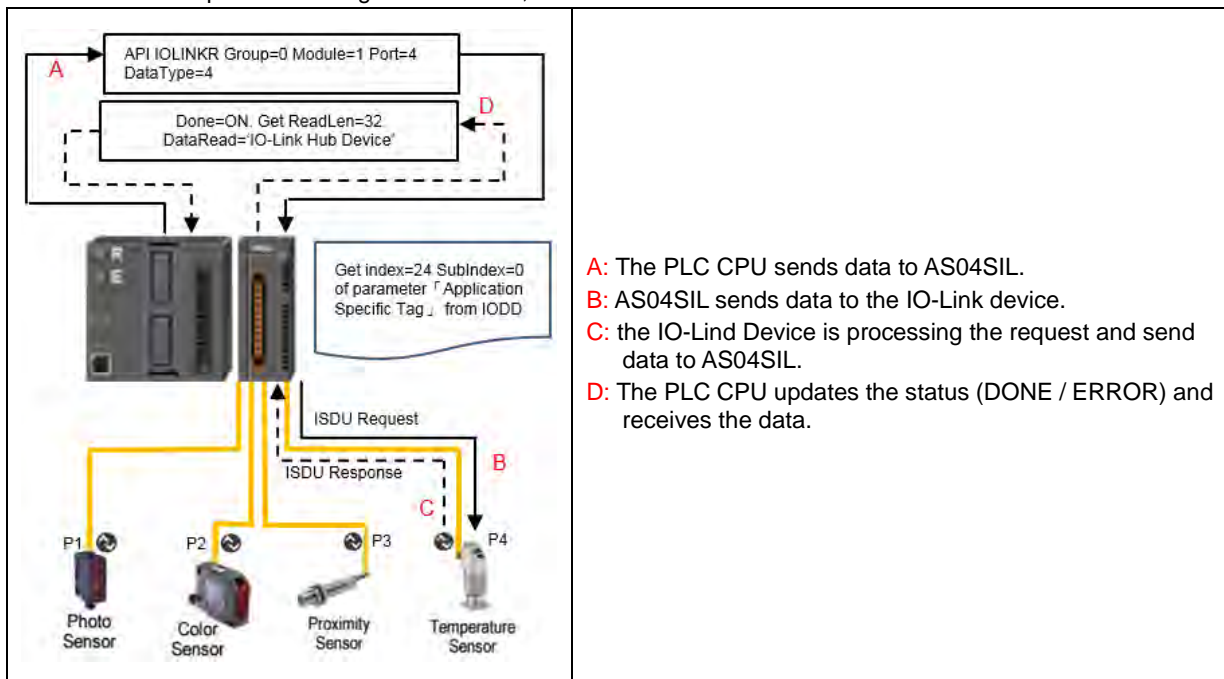 API IOLINKR Group=0 Module=1 Port=4
DataType=4
A
D
Done=ON. Get ReadLen=32
DataRead='IO-Link Hub Device'
R
E
Get index=24 SubIndex=0
of parameter「Application
Specific Tag」 from IODD
ISDU Request
B
ISDU Response
C
P1
P2
P3
P4
Photo
Sensor
Color
Sensor
Proximity
Sensor
Temperature
Sensor
A: The PLC CPU sends data to AS04SIL.
B: AS04SIL sends data to the IO-Link device.
C: the IO-Lind Device is processing the request and send
data to AS04SIL.
D: The PLC CPU updates the status (DONE / ERROR) and
receives the data.